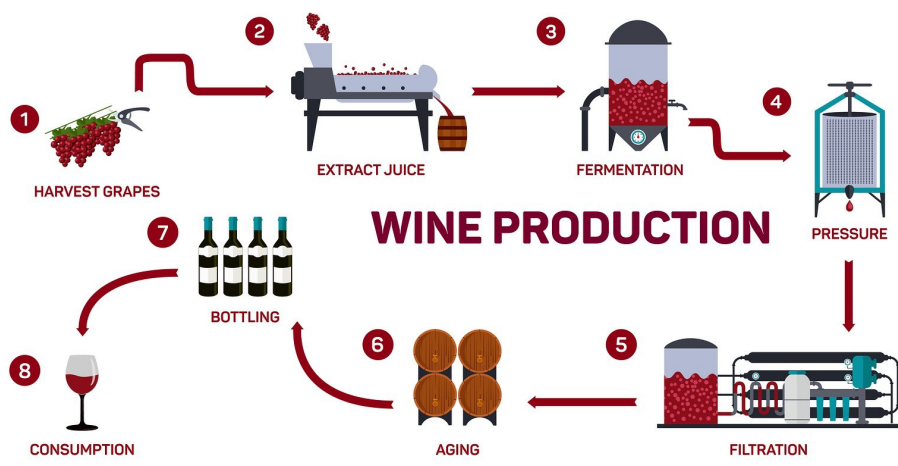 1
HARVEST GRAPES
2
EXTRACT JUICE
3
FERMENTATION
4
PRESSURE
WINE PRODUCTION
5
FILTRATION
6
AGING
7
BOTTLING
8
CONSUMPTION